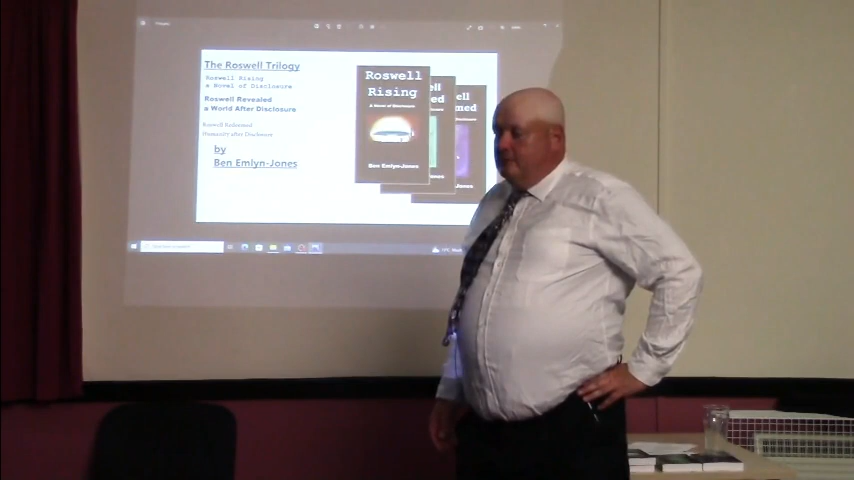 The Roswell Trilogy
Roswell Rising
a Novel of Disclosure
Roswell Revealed
a World After Disclosure
Roswell Redeemed
Humanity after Disclosure
by
Ben Emlyn-Jones
Roswell
Rising
A Novel of Disclosure
Ben Emlyn-Jones